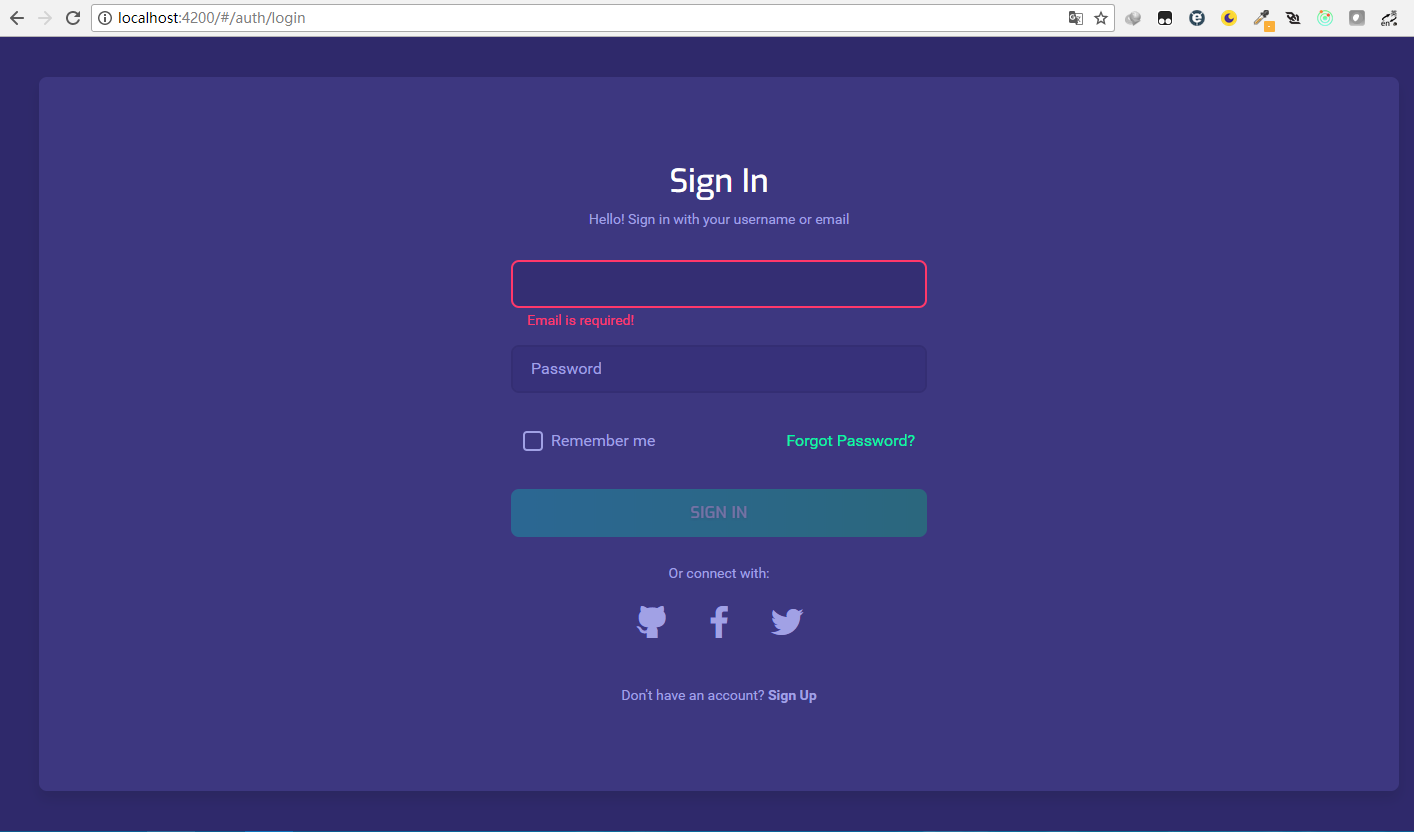 localhost:4200/#/auth/login
en
Sign In
Hello! Sign in with your username or email
Email is required!
Password
Remember me
Forgot Password?
SIGN IN
Or connect with:
Don't have an account? Sign Up